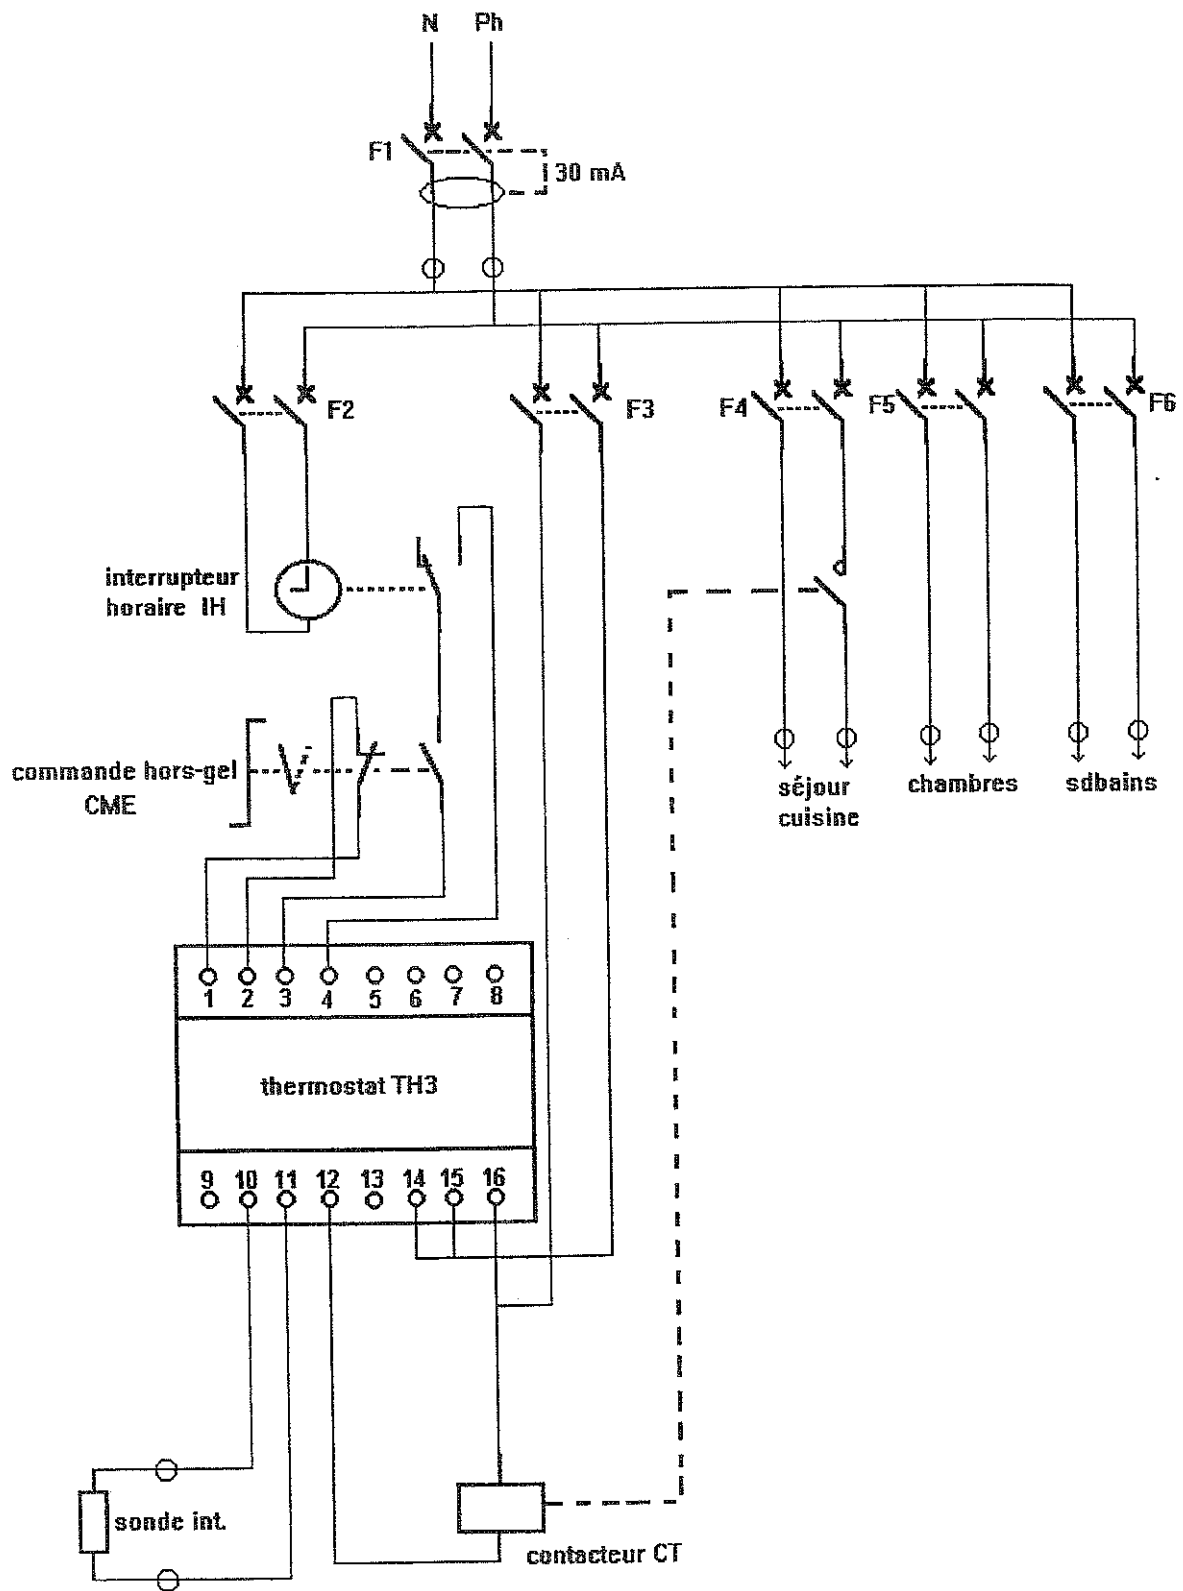 N Ph
F1
30 mA
F2
F3
F4
F5
F6
interrupteur
horaire IH
commande hors-gel
CME
séjour
cuisine
chambres
sdbains
1 2 3 4 5 6 7 8
thermostat TH3
9 10 11 12 13 14 15 16
sonde int.
contacteur CT